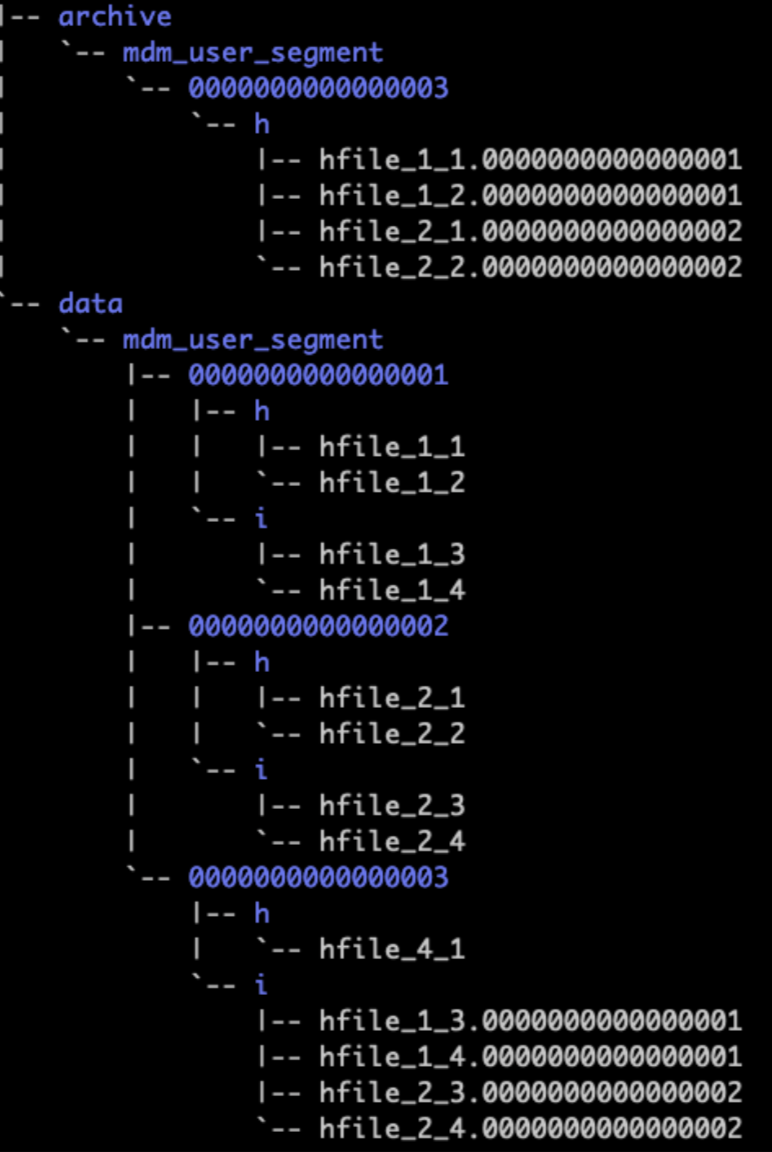 |-- archive
|   `-- mdm_user_segment
|       `-- 0000000000000003
|           `-- h
|               |-- hfile_1_1.0000000000000001
|               |-- hfile_1_2.0000000000000001
|               |-- hfile_2_1.0000000000000002
|               `-- hfile_2_2.0000000000000002
`-- data
    `-- mdm_user_segment
        |-- 0000000000000001
        |   |-- h
        |   |   |-- hfile_1_1
        |   |   `-- hfile_1_2
        |   `-- i
        |       |-- hfile_1_3
        |       `-- hfile_1_4
        |-- 0000000000000002
        |   |-- h
        |   |   |-- hfile_2_1
        |   |   `-- hfile_2_2
        |   `-- i
        |       |-- hfile_2_3
        |       `-- hfile_2_4
        `-- 0000000000000003
            |-- h
            |   `-- hfile_4_1
            `-- i
                |-- hfile_1_3.0000000000000001
                |-- hfile_1_4.0000000000000001
                |-- hfile_2_3.0000000000000002
                `-- hfile_2_4.0000000000000002